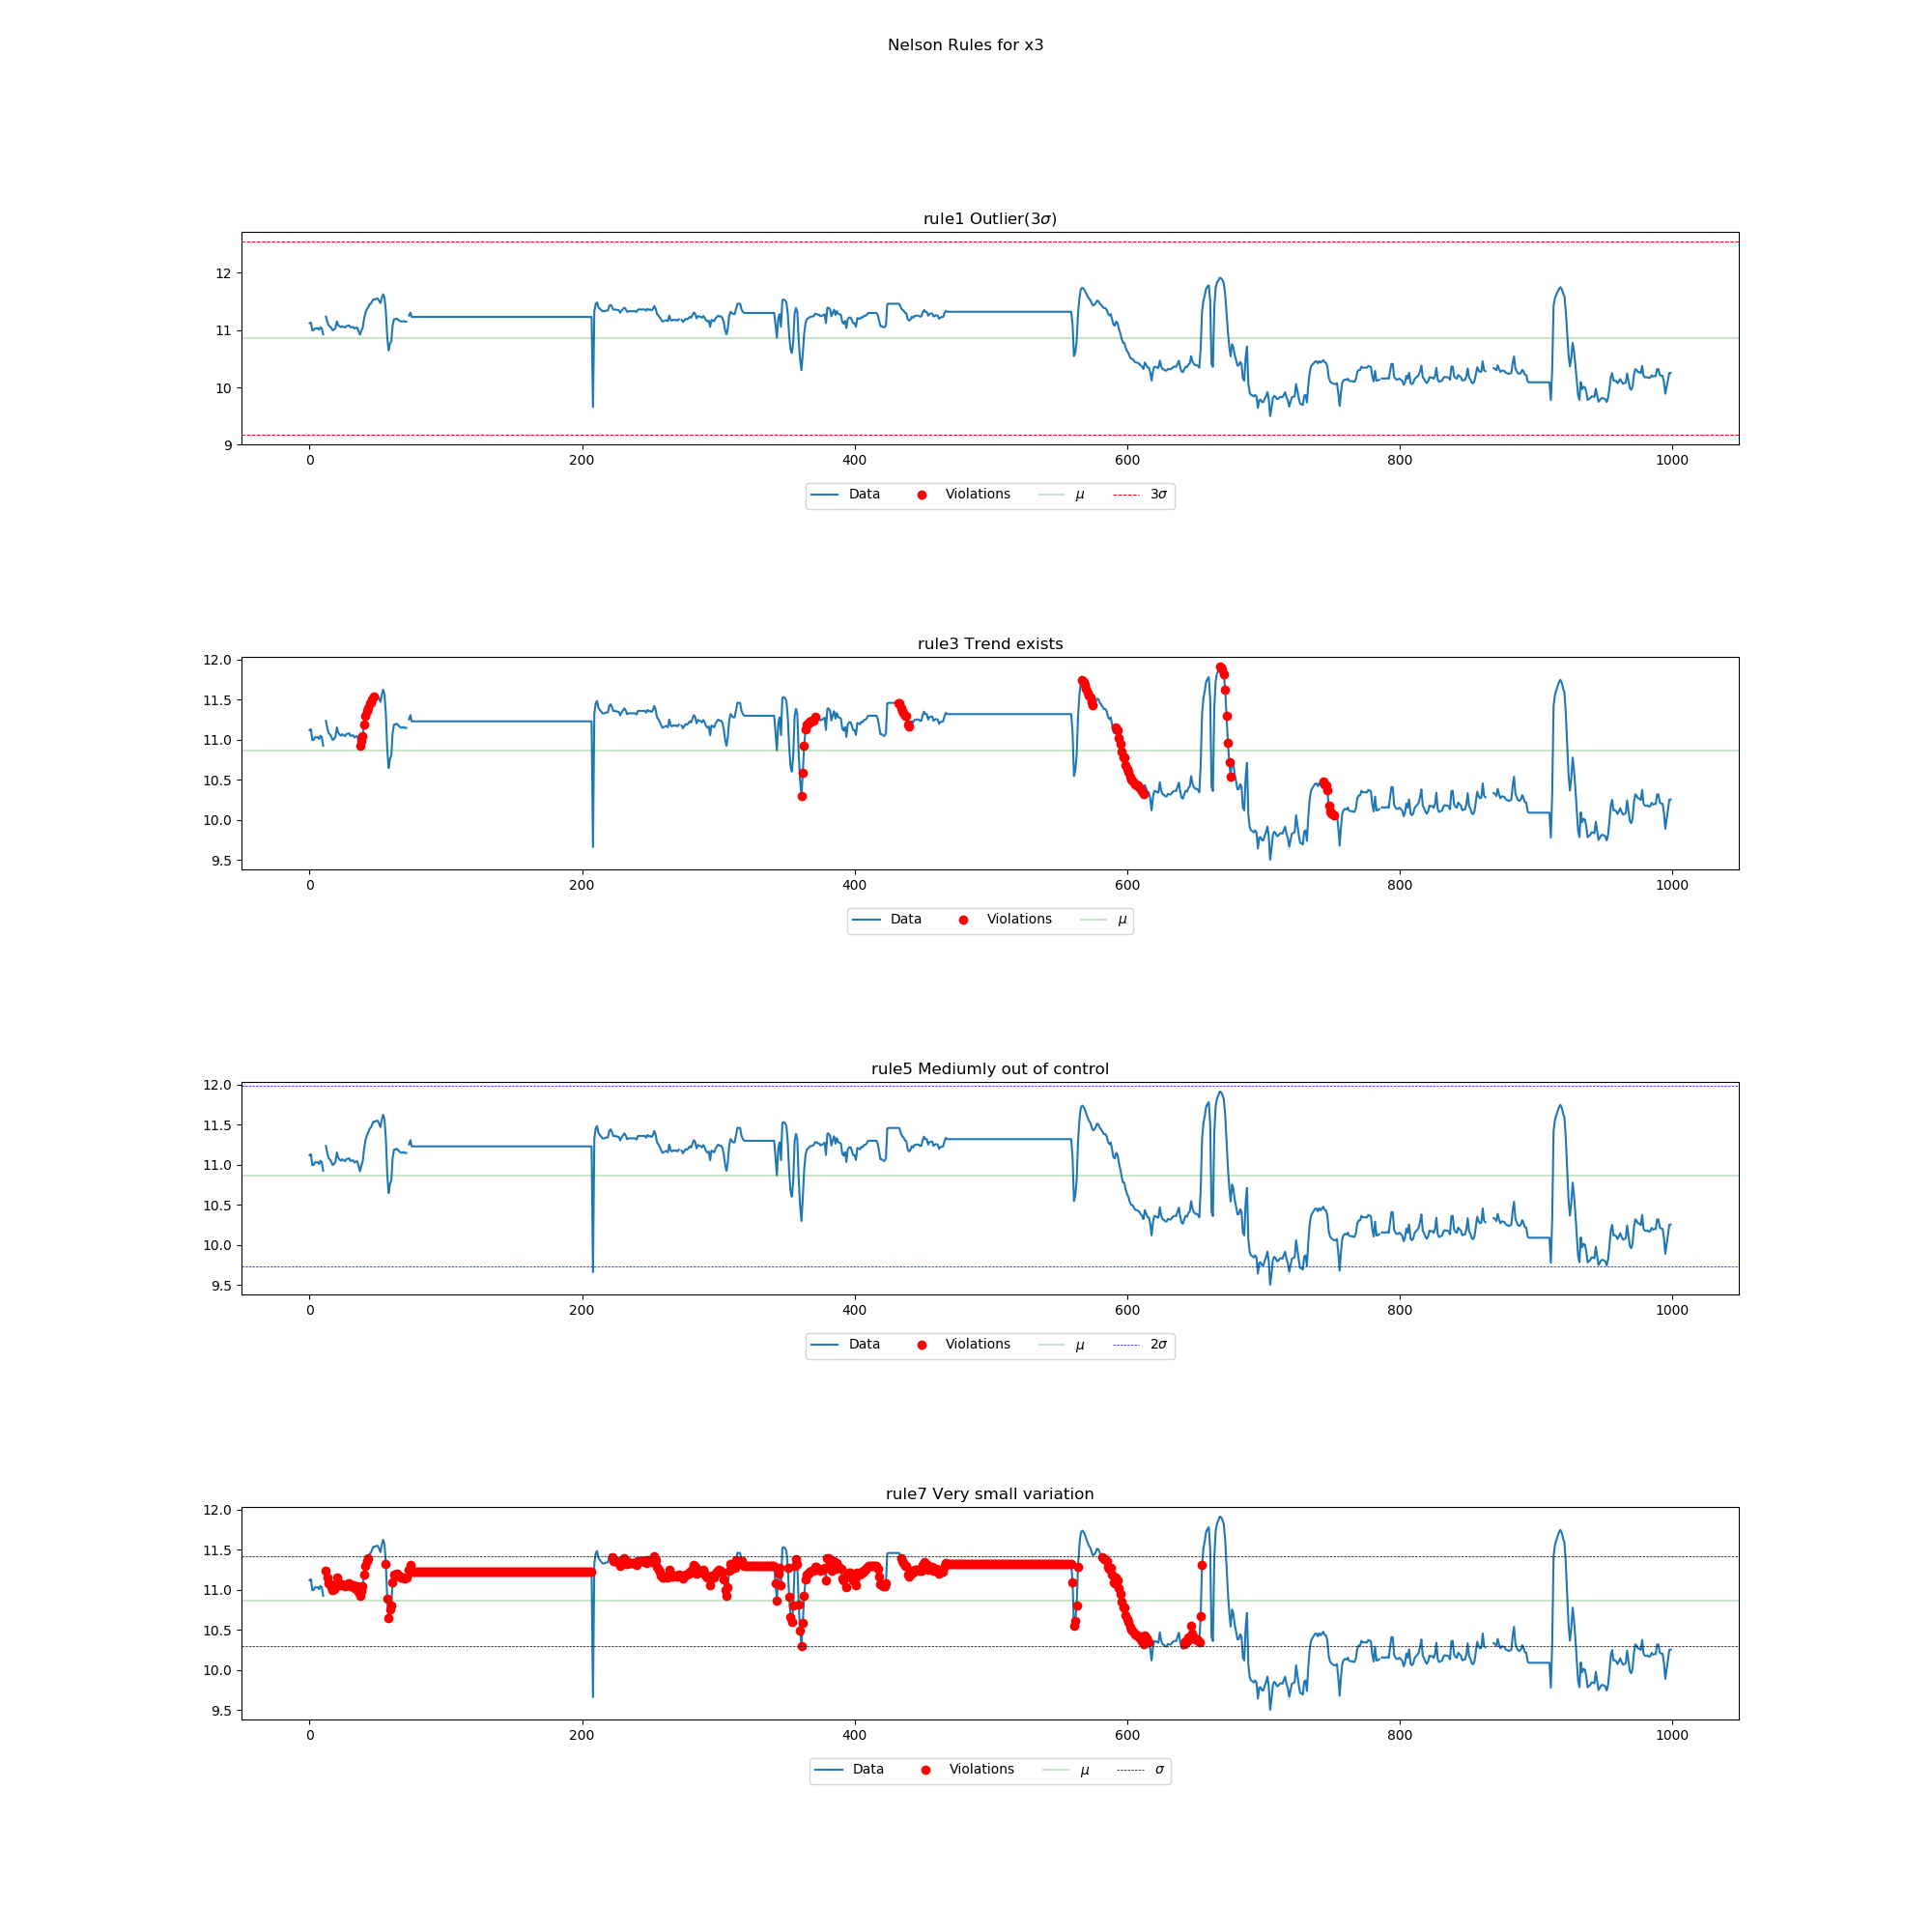 Nelson Rules for x3
rule1 Outlier(3σ)
12
11
10
9
0 200 400 600 800 1000
Data Violations μ 3σ
rule3 Trend exists
12.0
11.5
11.0
10.5
10.0
9.5
0 200 400 600 800 1000
Data Violations μ
rule5 Mediumly out of control
12.0
11.5
11.0
10.5
10.0
9.5
0 200 400 600 800 1000
Data Violations μ 2σ
rule7 Very small variation
12.0
11.5
11.0
10.5
10.0
9.5
0 200 400 600 800 1000
Data Violations μ σ